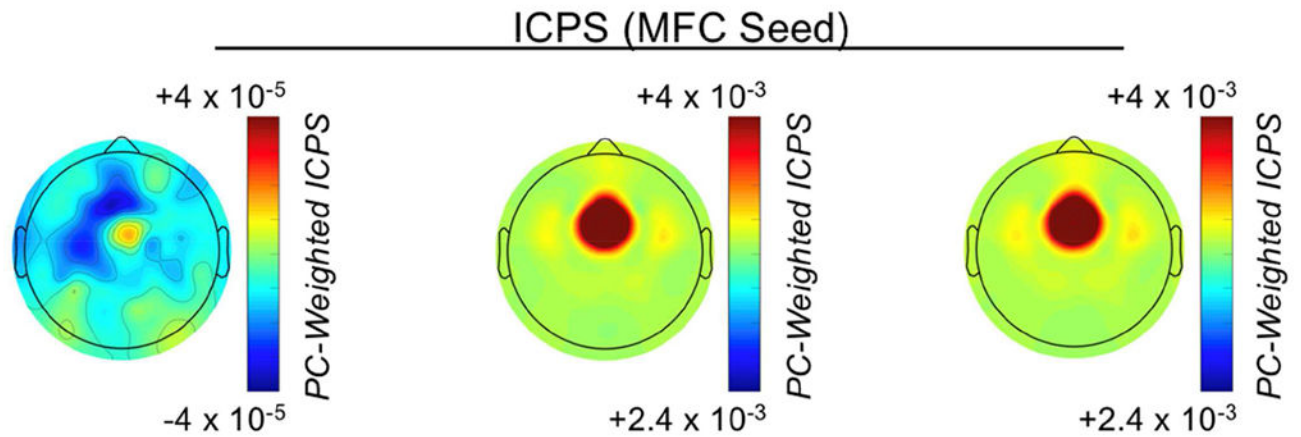 ICPS (MFC Seed)
+4 x 10⁻⁵
PC-Weighted ICPS
-4 x 10⁻⁵
+4 x 10⁻³
PC-Weighted ICPS
+2.4 x 10⁻³
+4 x 10⁻³
PC-Weighted ICPS
+2.4 x 10⁻³